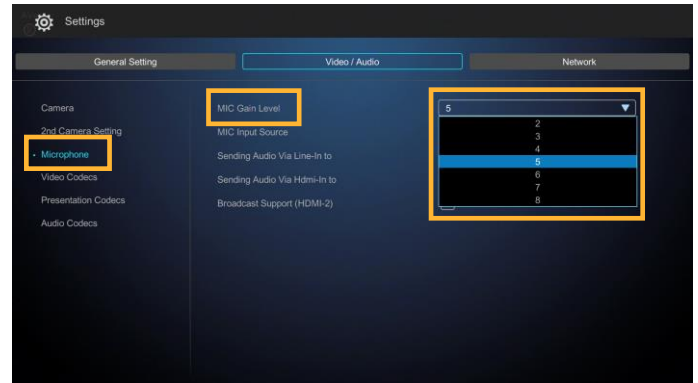 Settings
General Setting
Video / Audio
Network
Camera
2nd Camera Setting
Microphone
Video Codecs
Presentation Codecs
Audio Codecs
MIC Gain Level
MIC Input Source
Sending Audio Via Line-In to
Sending Audio Via Hdmi-In to
Broadcast Support (HDMI-2)
5
2
3
4
5
6
7
8